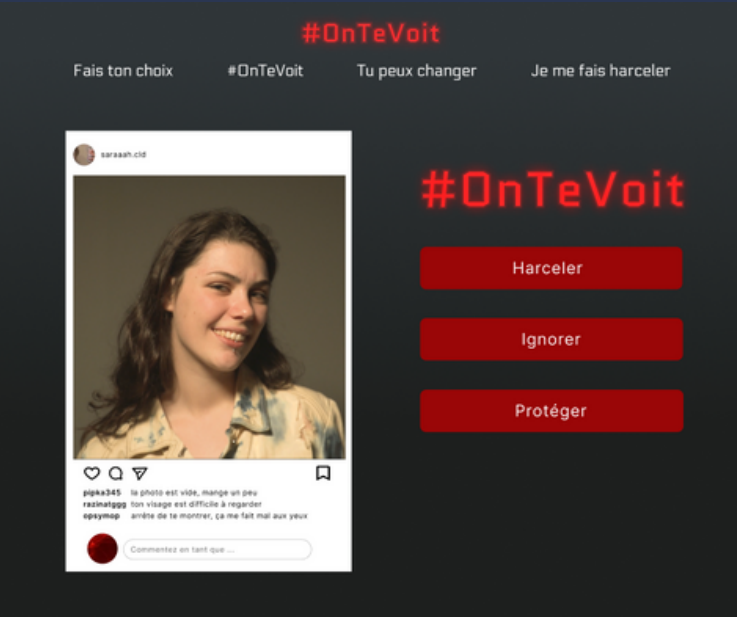 #OnTeVoit
Fais ton choix #OnTeVoit Tu peux changer Je me fais harceler
saraaah.cld
#OnTeVoit
Harceler
Ignorer
Protéger
pipka345 la photo est vide, mange un peu
razinatggg ton visage est difficile à regarder
opsymop arrête de te montrer, ça me fait mal aux yeux
Commentez en tant que ...